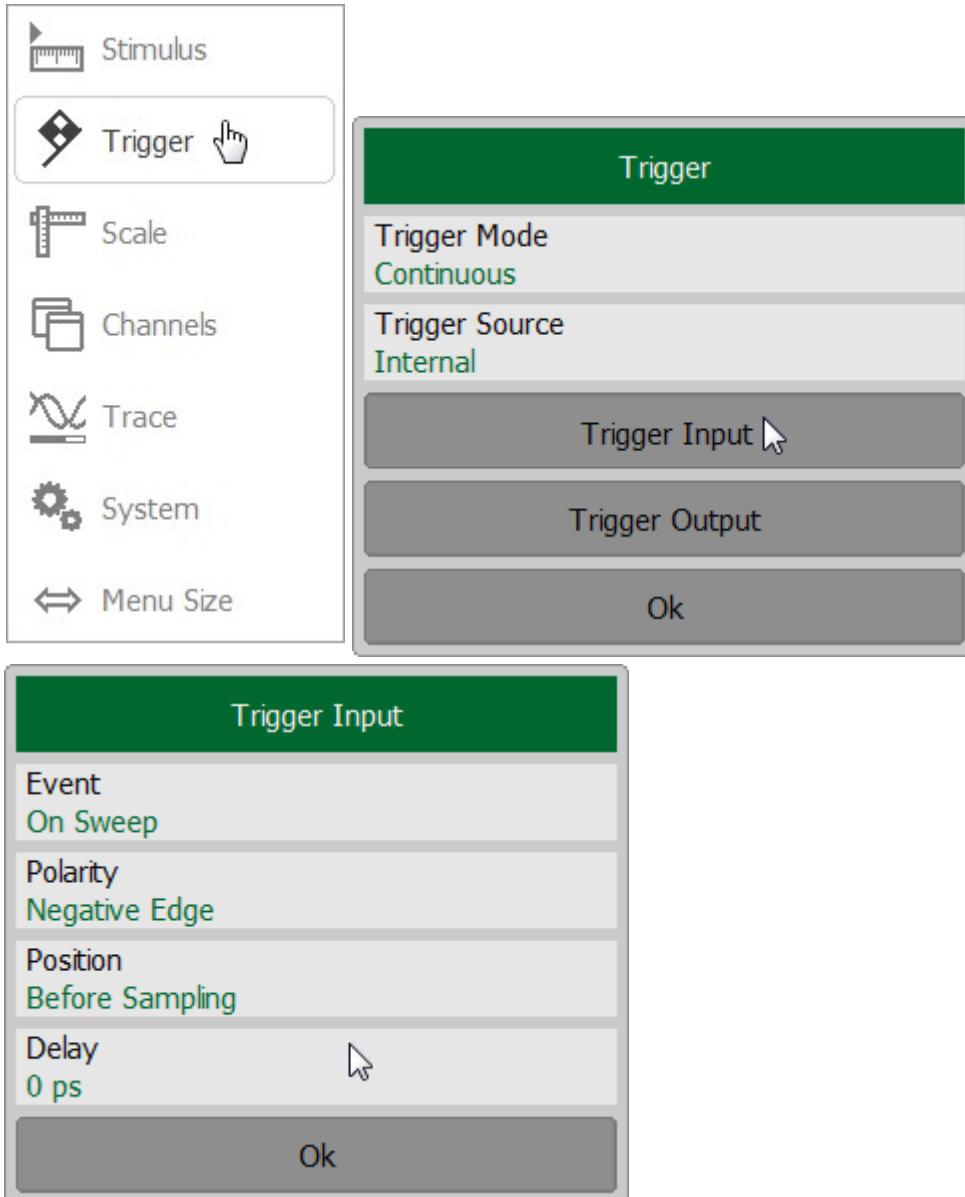 Stimulus
Trigger
Scale
Channels
Trace
System
Menu Size
Trigger
Trigger Mode
Continuous
Trigger Source
Internal
Trigger Input
Trigger Output
Ok
Trigger Input
Event
On Sweep
Polarity
Negative Edge
Position
Before Sampling
Delay
0 ps
Ok